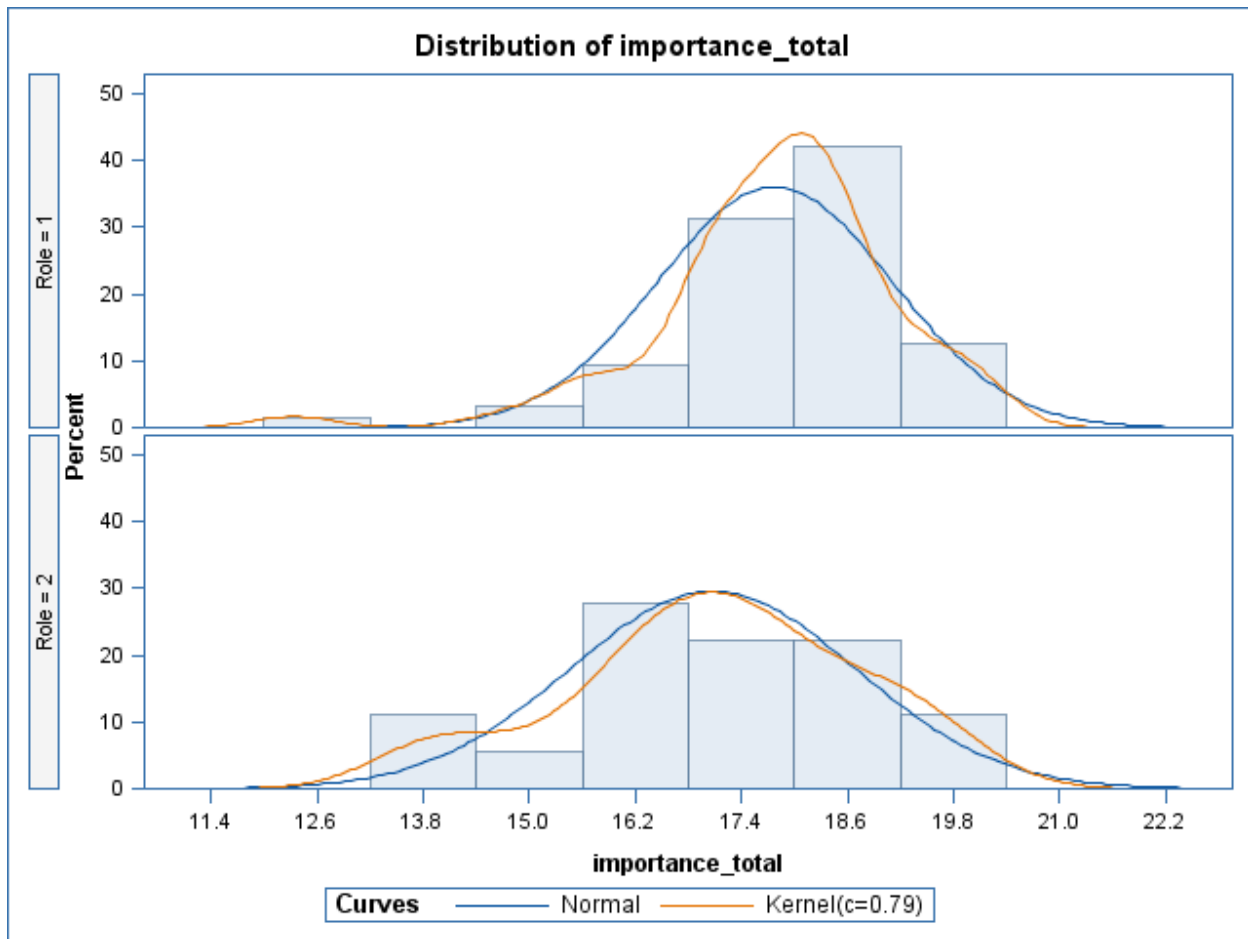 Distribution of importance_total
Percent
Role = 1
50
40
30
20
10
0
Role = 2
50
40
30
20
10
0
11.4 12.6 13.8 15.0 16.2 17.4 18.6 19.8 21.0 22.2
importance_total
Curves Normal Kernel(c=0.79)